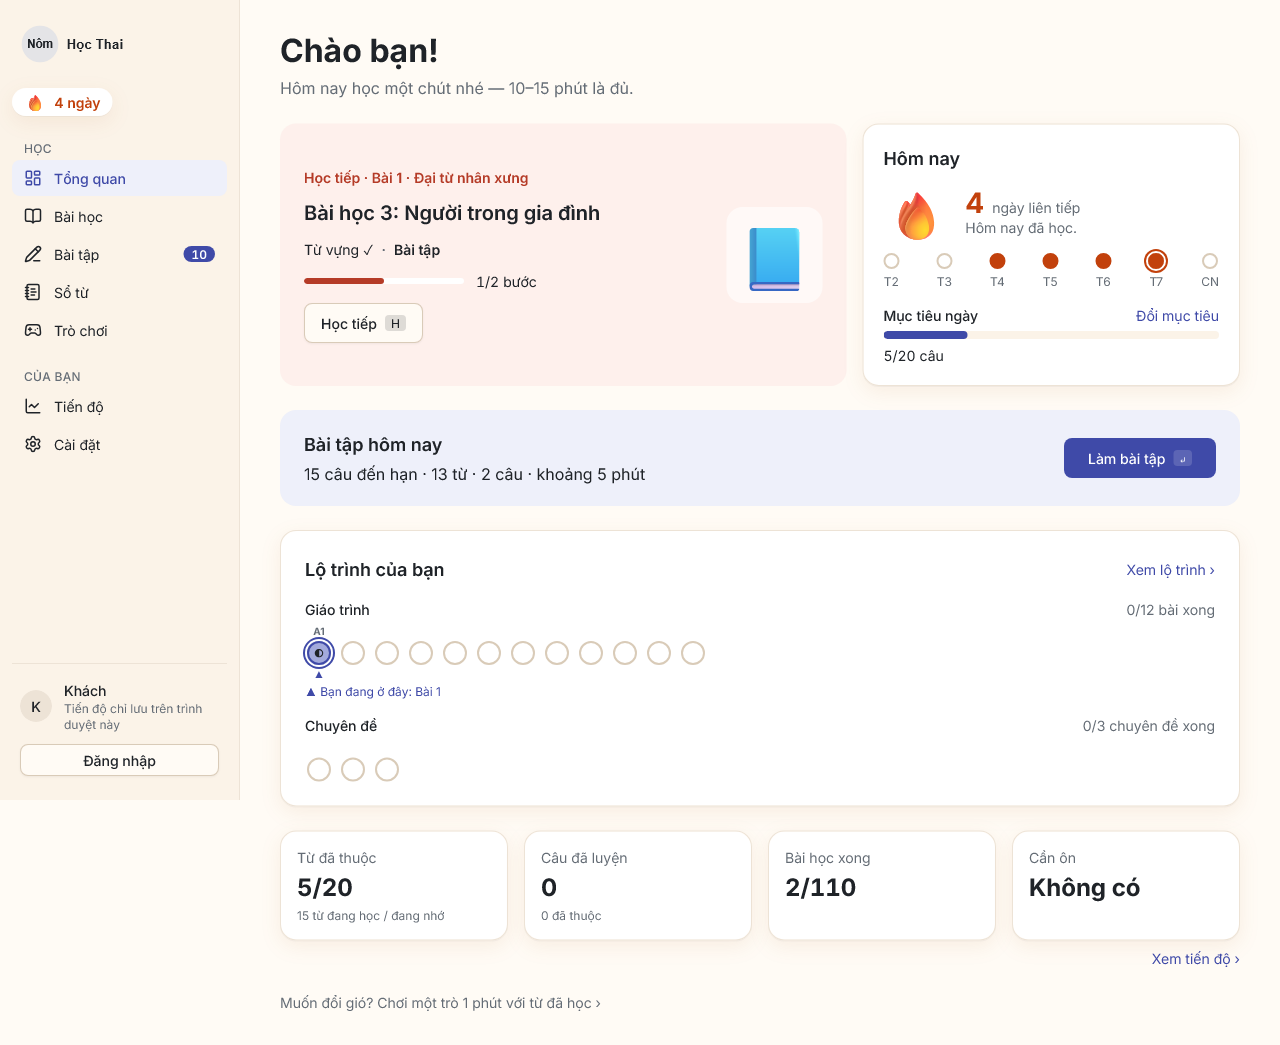 Nôm Học Thai
4 ngày
HỌC
Tổng quan
Bài học
Bài tập 10
Sổ từ
Trò chơi
CỦA BẠN
Tiến độ
Cài đặt
K
Khách
Tiến độ chỉ lưu trên trình
duyệt này
Đăng nhập
Chào bạn!
Hôm nay học một chút nhé — 10–15 phút là đủ.
Học tiếp · Bài 1 · Đại từ nhân xưng
Bài học 3: Người trong gia đình
Từ vựng ✓ · Bài tập
1/2 bước
Học tiếp H
Hôm nay
4 ngày liên tiếp
Hôm nay đã học.
T2 T3 T4 T5 T6 T7 CN
Mục tiêu ngày Đổi mục tiêu
5/20 câu
Bài tập hôm nay
15 câu đến hạn · 13 từ · 2 câu · khoảng 5 phút
Làm bài tập ↵
Lộ trình của bạn Xem lộ trình ›
Giáo trình 0/12 bài xong
A1
▲ Bạn đang ở đây: Bài 1
Chuyên đề 0/3 chuyên đề xong
Từ đã thuộc
5/20
15 từ đang học / đang nhớ
Câu đã luyện
0
0 đã thuộc
Bài học xong
2/110
Cần ôn
Không có
Xem tiến độ ›
Muốn đổi gió? Chơi một trò 1 phút với từ đã học ›